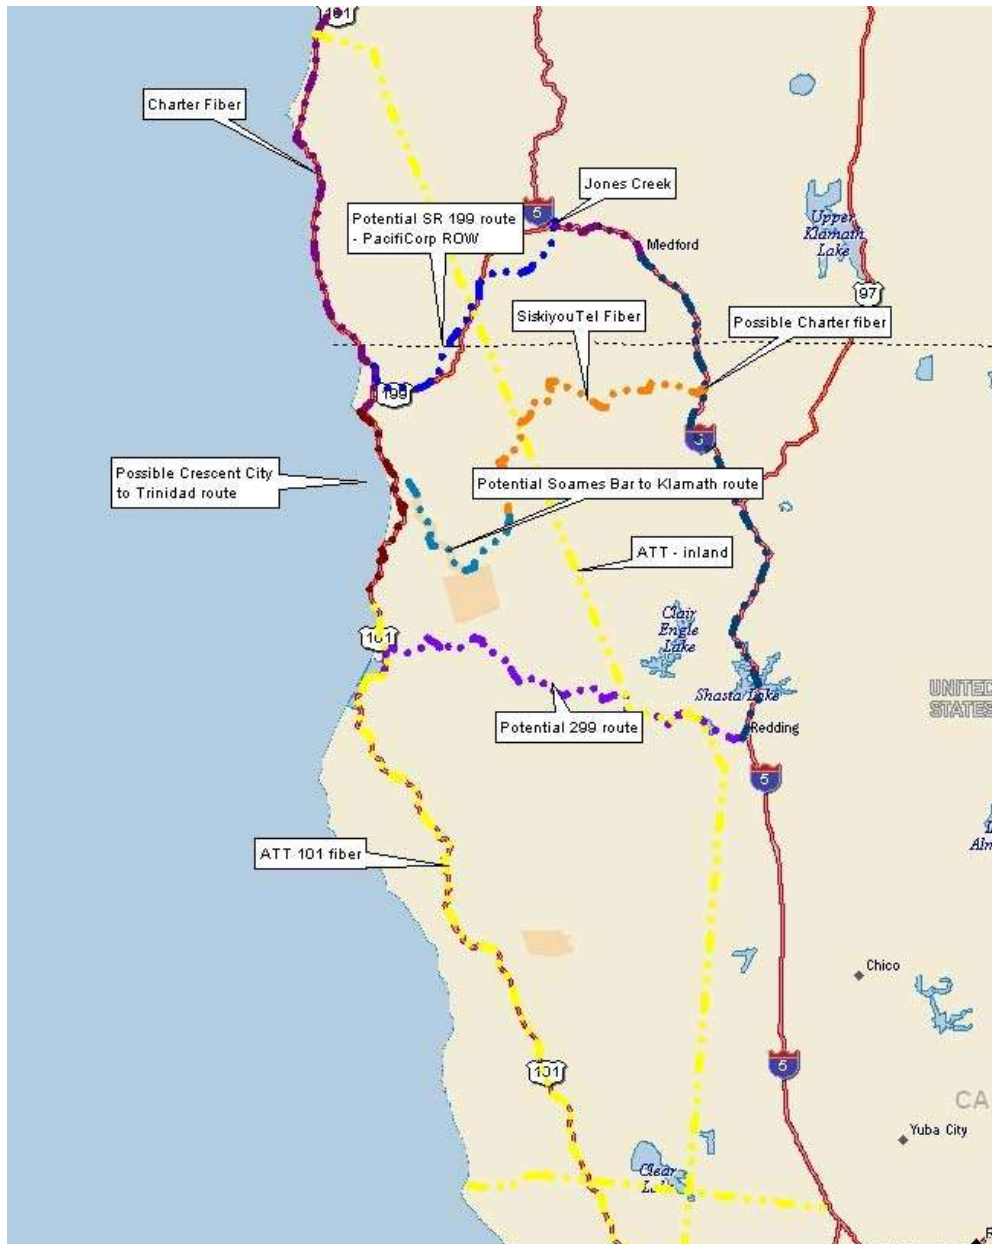 101
Charter Fiber
Jones Creek
5
Potential SR 199 route
- PacifiCorp ROW
Upper
Klamath
Lake
Medford
97
SiskiyouTel Fiber
Possible Charter fiber
199
5
Possible Crescent City
to Trinidad route
Potential Somes Bar to Klamath route
ATT - inland
Clair
Engle
Lake
101
Shasta Lake
UNITED
STATES
Potential 299 route
Redding
5
ATT 101 fiber
Chico
101
5
CA
Yuba City
Clear